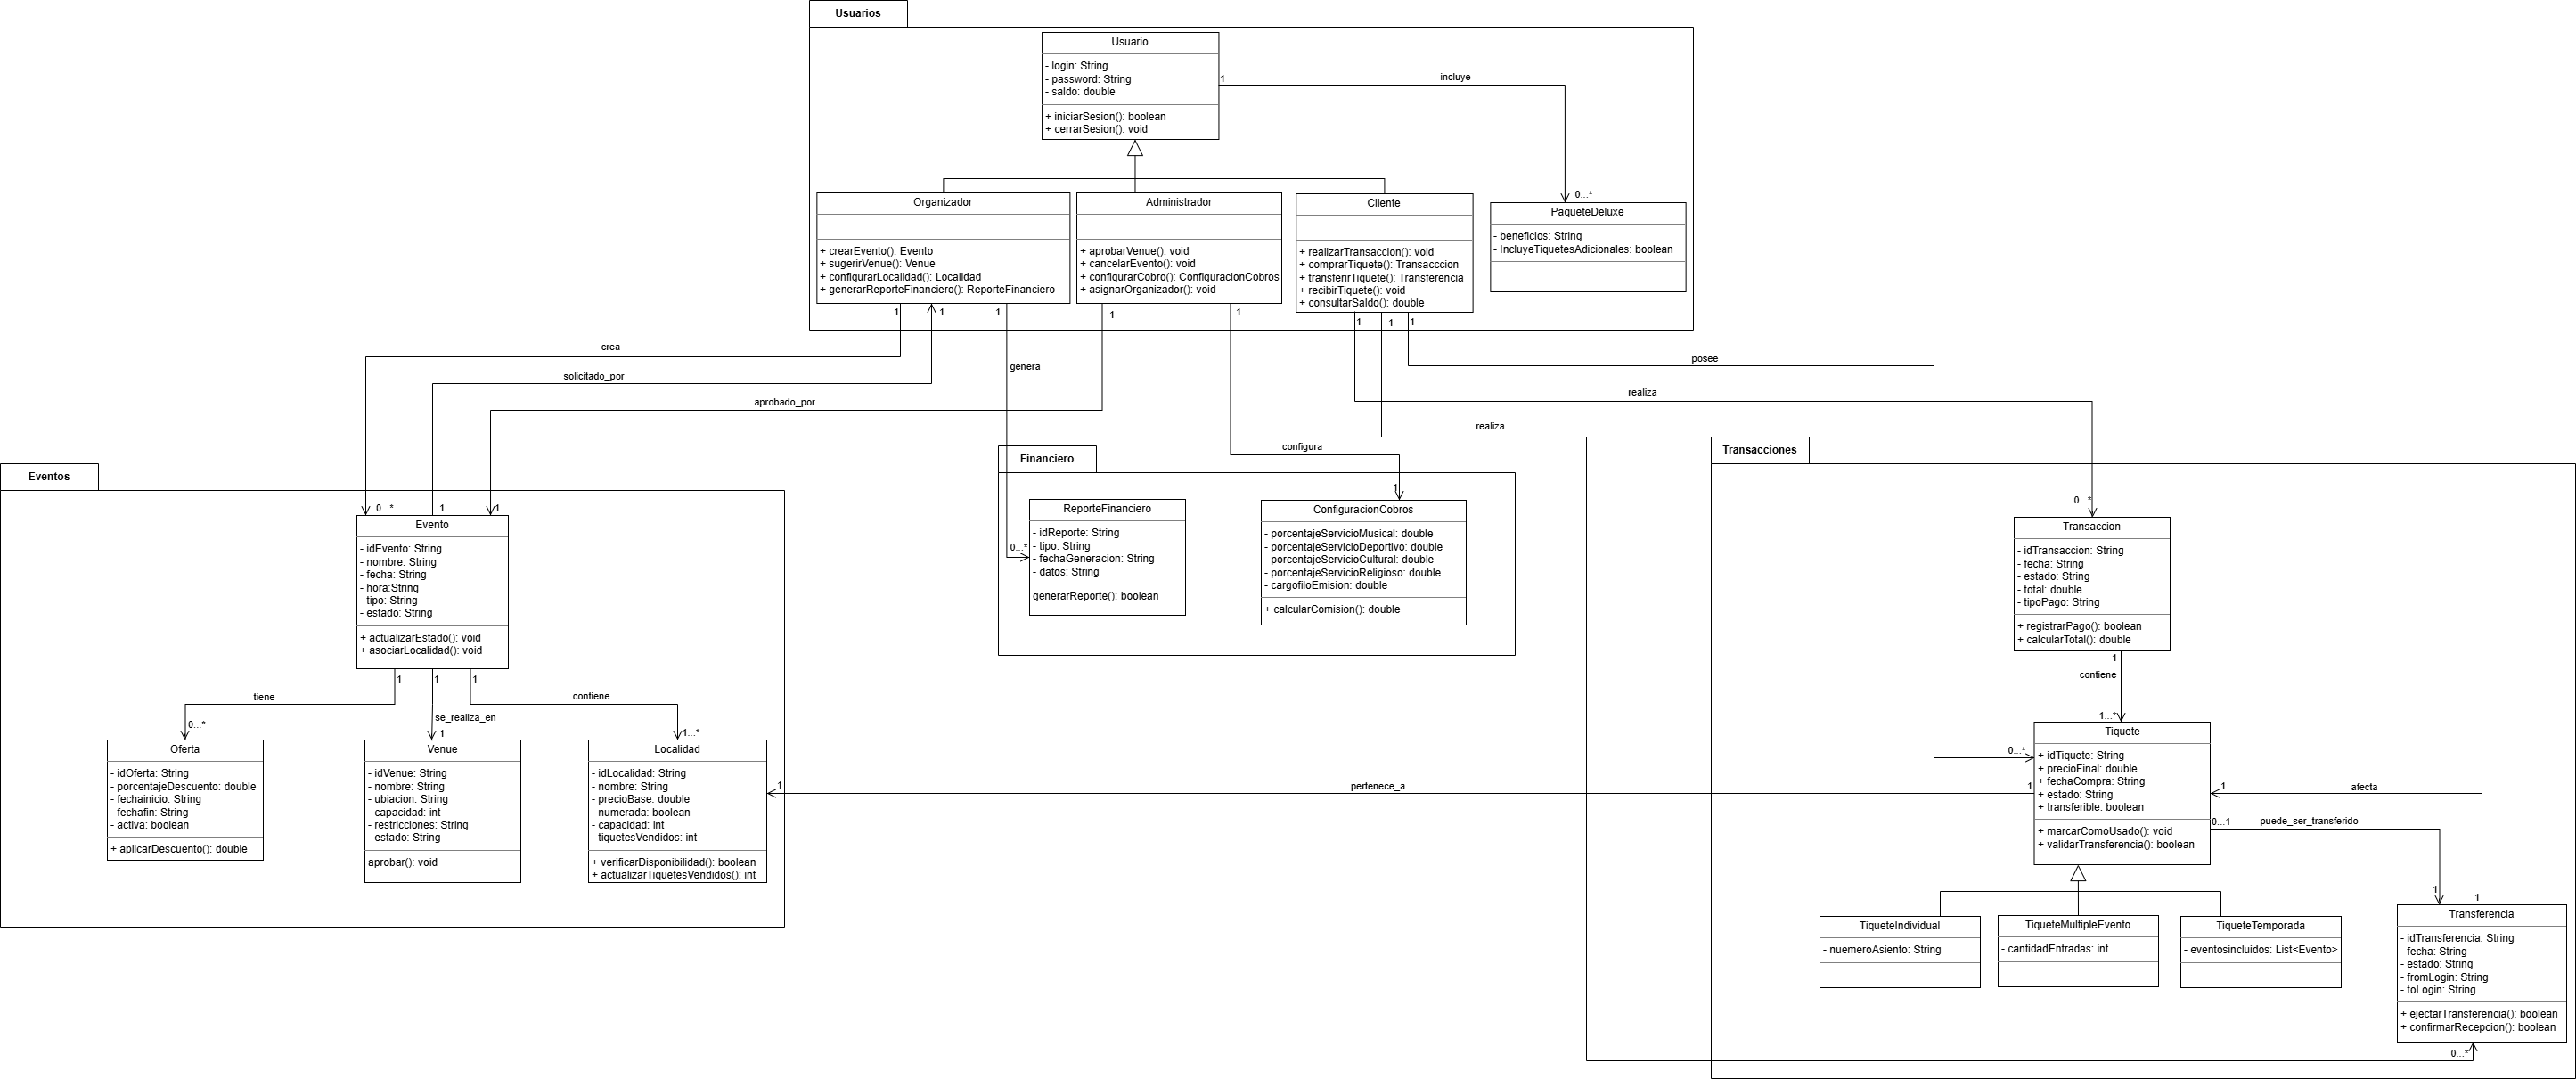 Usuarios
Usuario
- login: String
- password: String
- saldo: double
+ iniciarSesion(): boolean
+ cerrarSesion(): void
1
incluye
0...*
Organizador
+ crearEvento(): Evento
+ sugerirVenue(): Venue
+ configurarLocalidad(): Localidad
+ generarReporteFinanciero(): ReporteFinanciero
Administrador
+ aprobarVenue(): void
+ cancelarEvento(): void
+ configurarCobro(): ConfiguracionCobros
+ asignarOrganizador(): void
Cliente
+ realizarTransaccion(): void
+ comprarTiquete(): Transacccion
+ transferirTiquete(): Transferencia
+ recibirTiquete(): void
+ consultarSaldo(): double
PaqueteDeluxe
- beneficios: String
- IncluyeTiquetesAdicionales: boolean
1
1
1
1
1
1
1
1
crea
solicitado_por
aprobado_por
genera
configura
posee
realiza
realiza
Eventos
0...*
1
1
Evento
- idEvento: String
- nombre: String
- fecha: String
- hora:String
- tipo: String
- estado: String
+ actualizarEstado(): void
+ asociarLocalidad(): void
1
1
1
tiene
se_realiza_en
contiene
0...*
1
1...*
Oferta
- idOferta: String
- porcentajeDescuento: double
- fechainicio: String
- fechafin: String
- activa: boolean
+ aplicarDescuento(): double
Venue
- idVenue: String
- nombre: String
- ubiacion: String
- capacidad: int
- restricciones: String
- estado: String
aprobar(): void
Localidad
- idLocalidad: String
- nombre: String
- precioBase: double
- numerada: boolean
- capacidad: int
- tiquetesVendidos: int
+ verificarDisponibilidad(): boolean
+ actualizarTiquetesVendidos(): int
1
pertenece_a
1
Financiero
0...*
ReporteFinanciero
- idReporte: String
- tipo: String
- fechaGeneracion: String
- datos: String
generarReporte(): boolean
1
ConfiguracionCobros
- porcentajeServicioMusical: double
- porcentajeServicioDeportivo: double
- porcentajeServicioCultural: double
- porcentajeServicioReligioso: double
- cargofiloEmision: double
+ calcularComision(): double
Transacciones
0...*
Transaccion
- idTransaccion: String
- fecha: String
- estado: String
- total: double
- tipoPago: String
+ registrarPago(): boolean
+ calcularTotal(): double
1
contiene
1...*
0...*
Tiquete
+ idTiquete: String
+ precioFinal: double
+ fechaCompra: String
+ estado: String
+ transferible: boolean
+ marcarComoUsado(): void
+ validarTransferencia(): boolean
1
afecta
0...1
puede_ser_transferido
1
1
TiqueteIndividual
- nuemeroAsiento: String
TiqueteMultipleEvento
- cantidadEntradas: int
TiqueteTemporada
- eventosincluidos: List<Evento>
Transferencia
- idTransferencia: String
- fecha: String
- estado: String
- fromLogin: String
- toLogin: String
+ ejectarTransferencia(): boolean
+ confirmarRecepcion(): boolean
0...*